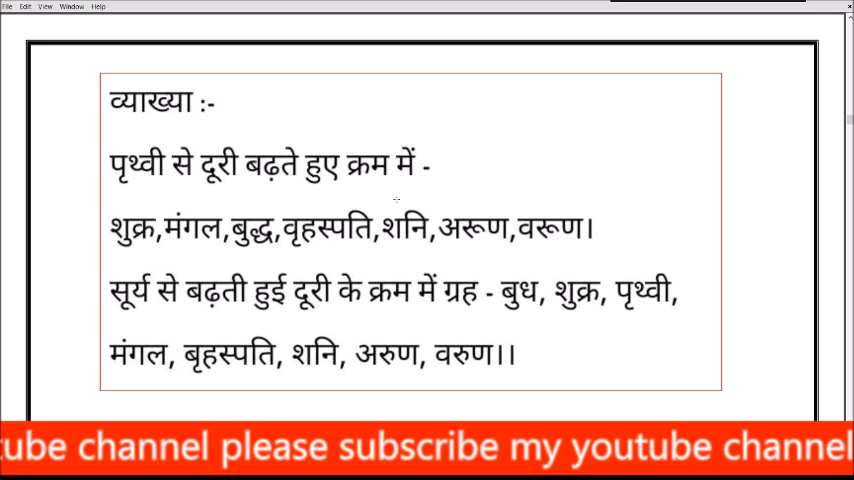 File Edit View Window Help
व्याख्या :-
पृथ्वी से दूरी बढ़ते हुए क्रम में -
शुक्र,मंगल,बुद्ध,वृहस्पति,शनि,अरूण,वरूण।
सूर्य से बढ़ती हुई दूरी के क्रम में ग्रह - बुध, शुक्र, पृथ्वी,
मंगल, बृहस्पति, शनि, अरुण, वरुण।।
tube channel please subscribe my youtube channel